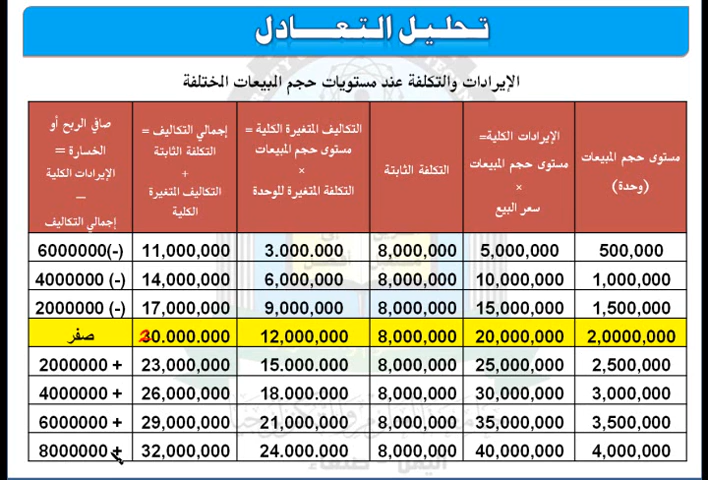 تحليل التعادل
الإيرادات والتكلفة عند مستويات حجم المبيعات المختلفة
مستوى حجم المبيعات (وحدة)
الإيرادات الكلية= مستوى حجم المبيعات × سعر البيع
التكلفة الثابتة
التكاليف المتغيرة الكلية = مستوى حجم المبيعات × التكلفة المتغيرة للوحدة
إجمالي التكاليف = التكلفة الثابتة + التكاليف المتغيرة الكلية
صافي الربح أو الخسارة = الإيرادات الكلية – إجمالي التكاليف
500,000 5,000,000 8,000,000 3.000.000 11,000,000 6000000(-)
1,000,000 10,000,000 8,000,000 6,000,000 14,000,000 4000000 (-)
1,500,000 15,000,000 8,000,000 9,000,000 17,000,000 2000000 (-)
2,0000,000 20,000,000 8,000,000 12,000,000 30.000.000 صفر
2,500,000 25,000,000 8,000,000 15.000.000 23,000,000 2000000 +
3,000,000 30,000,000 8,000,000 18.000.000 26,000,000 4000000 +
3,500,000 35,000,000 8,000,000 21,000,000 29,000,000 6000000 +
4,000,000 40,000,000 8,000,000 24.000.000 32,000,000 8000000 +
اليمن - صنعاء